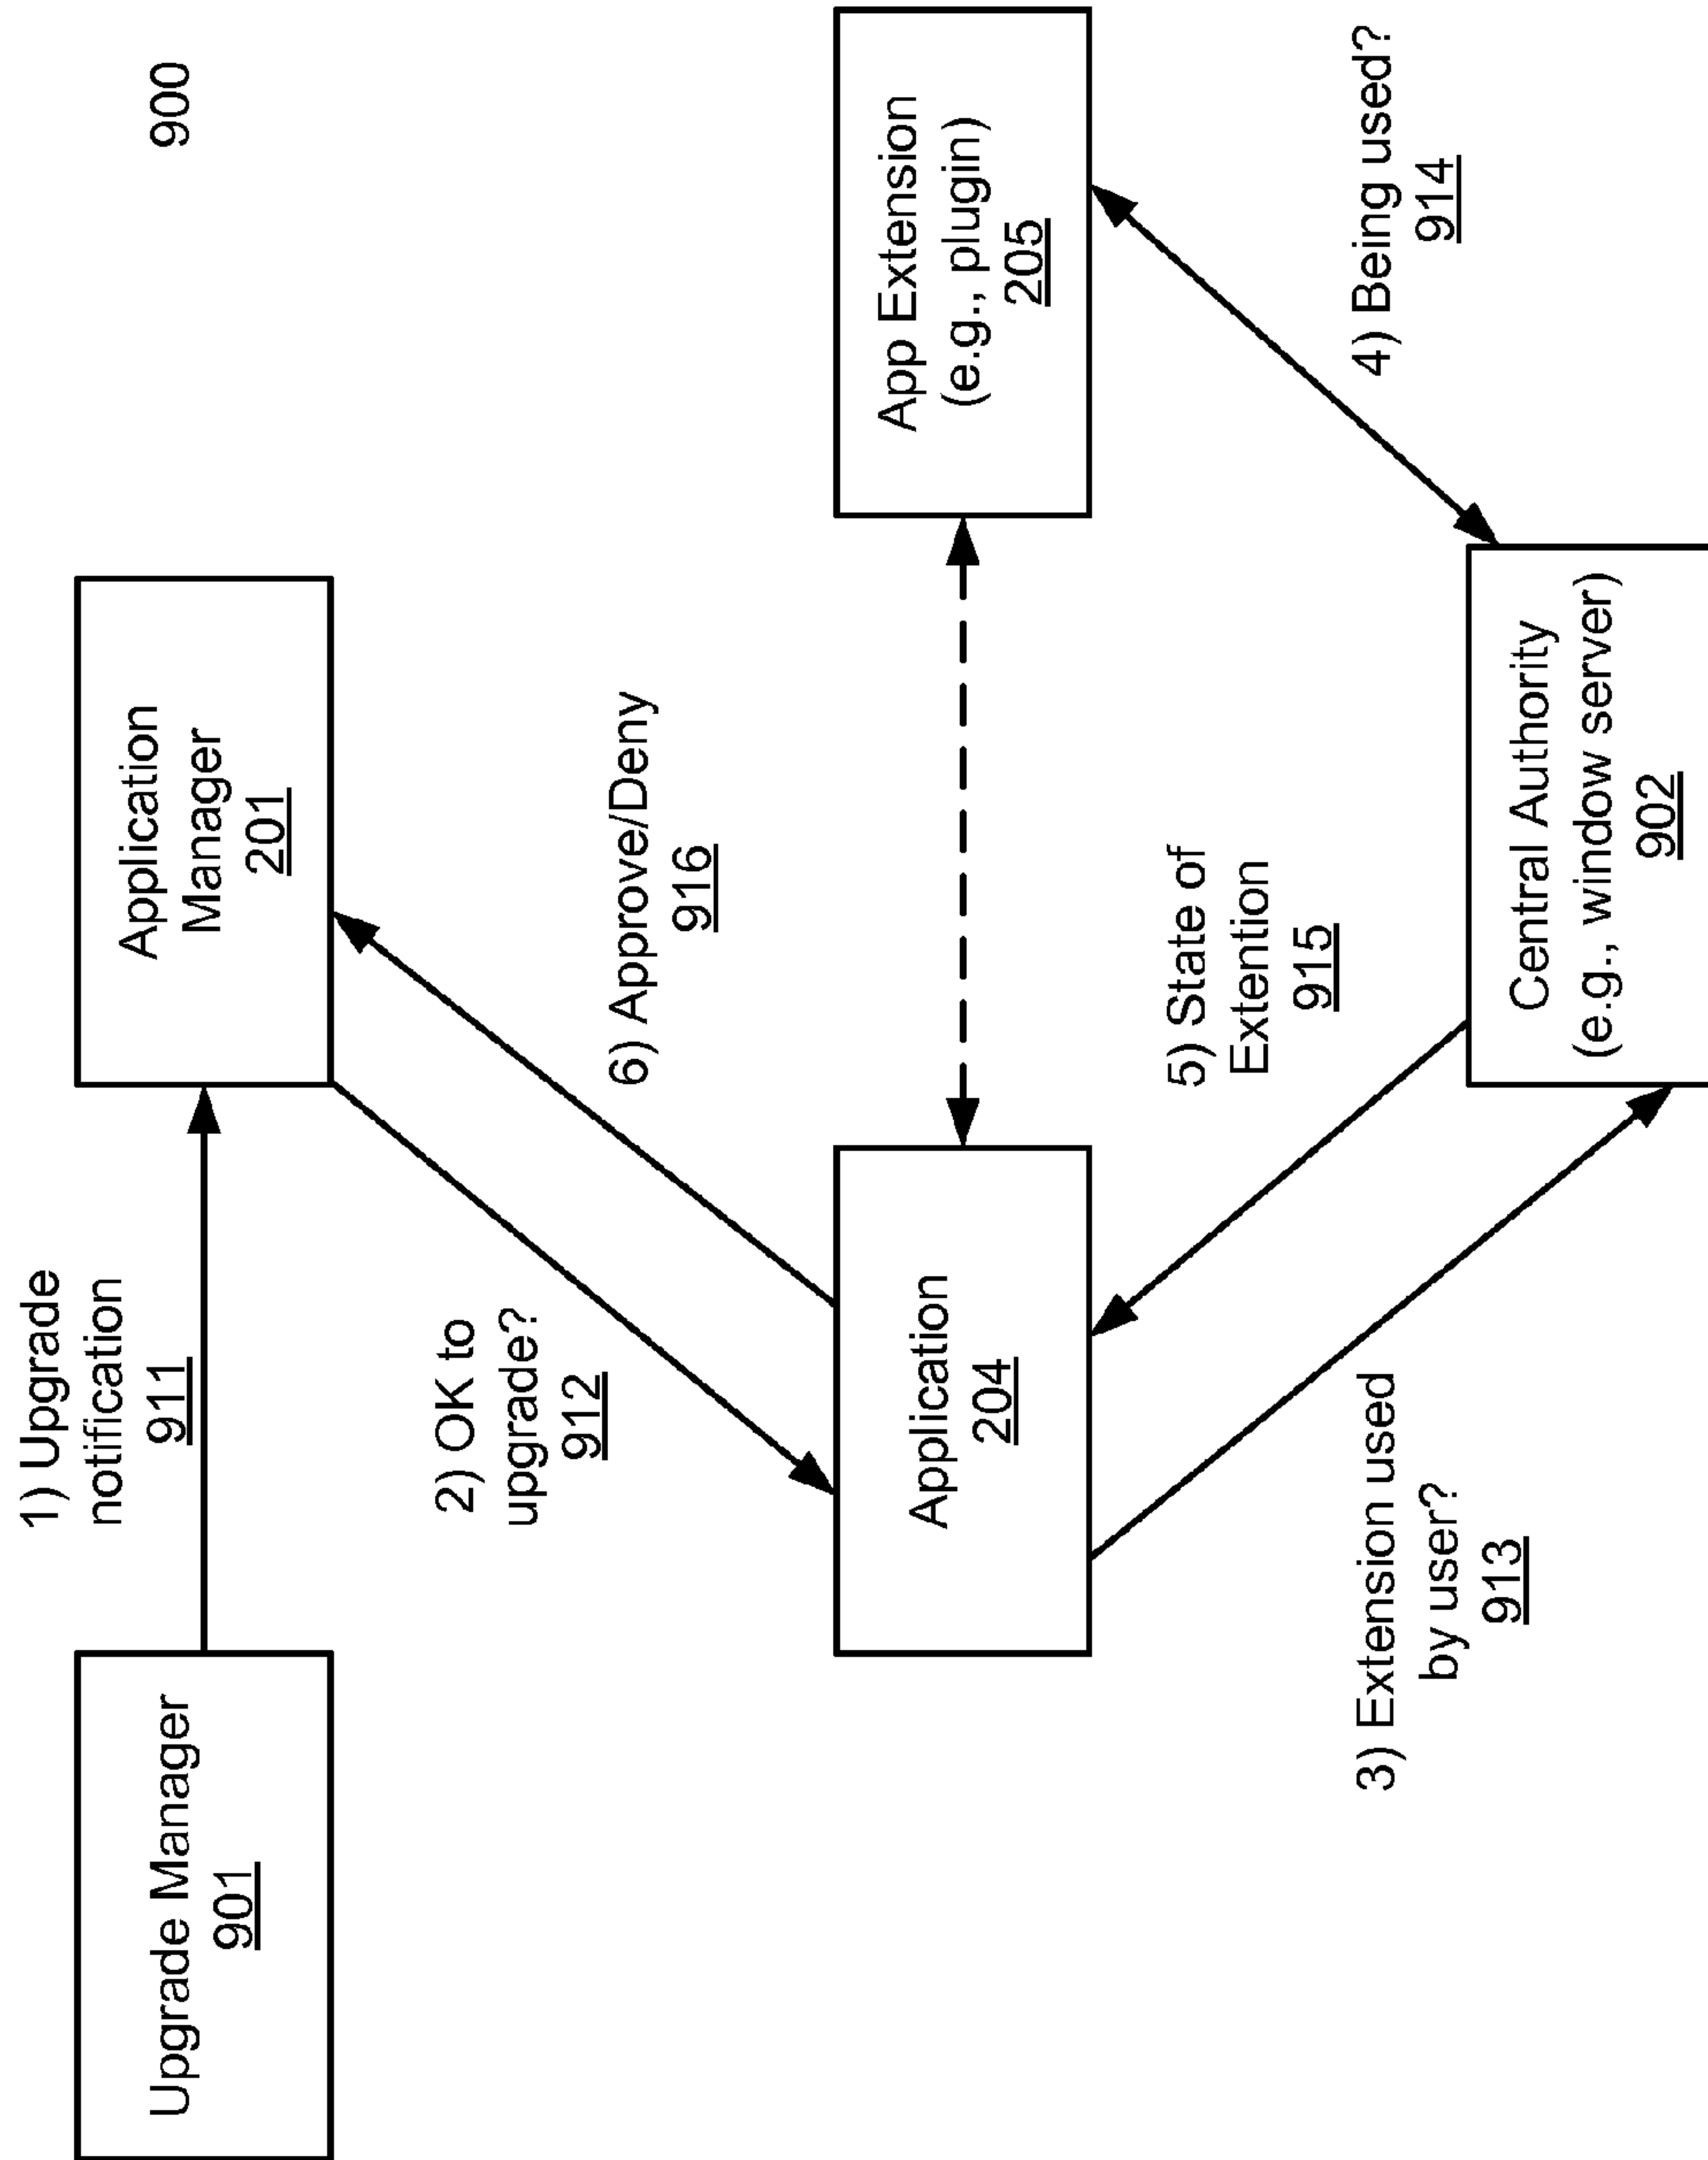 900
1) Upgrade
notification
911
Upgrade Manager
901
Application
Manager
201
2) OK to
upgrade?
912
6) Approve/Deny
916
Application
204
App Extension
(e.g., plugin)
205
3) Extension used
by user?
913
5) State of
Extention
915
4) Being used?
914
Central Authority
(e.g., window server)
902